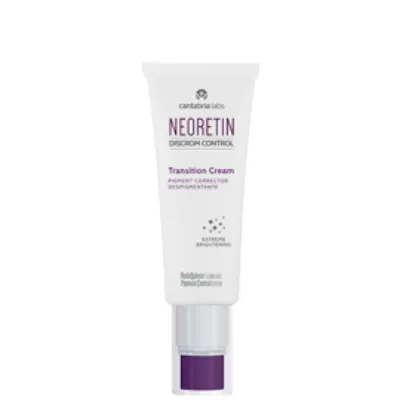 cantabria labs
NEORETIN
DISCROM CONTROL
Transition Cream
PIGMENT CORRECTOR
DESPIGMENTANTE
EXTREME
BRIGHTENING